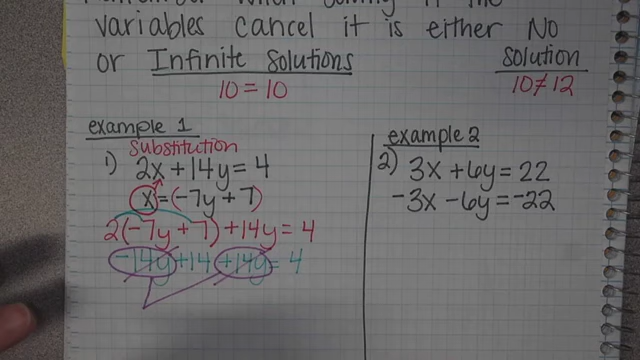 variables cancel it is either No
or Infinite Solutions
Solution
10 = 10
10 ≠ 12
example 1
Substitution
1) 2x + 14y = 4
x = (-7y + 7)
2(-7y + 7) + 14y = 4
-14y + 14 + 14y = 4
example 2
2) 3x + 6y = 22
-3x - 6y = -22